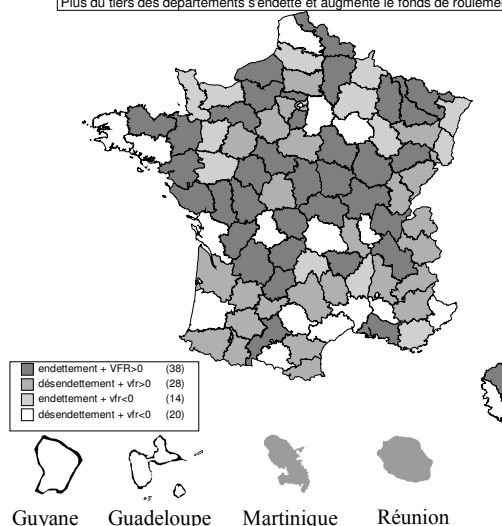 Plus du tiers des départements s'endette et augmente le fonds de roulement
endettement + VFR>0 (38)
désendettement + vfr>0 (28)
endettement + vfr<0 (14)
désendettement + vfr<0 (20)
Guyane Guadeloupe Martinique Réunion